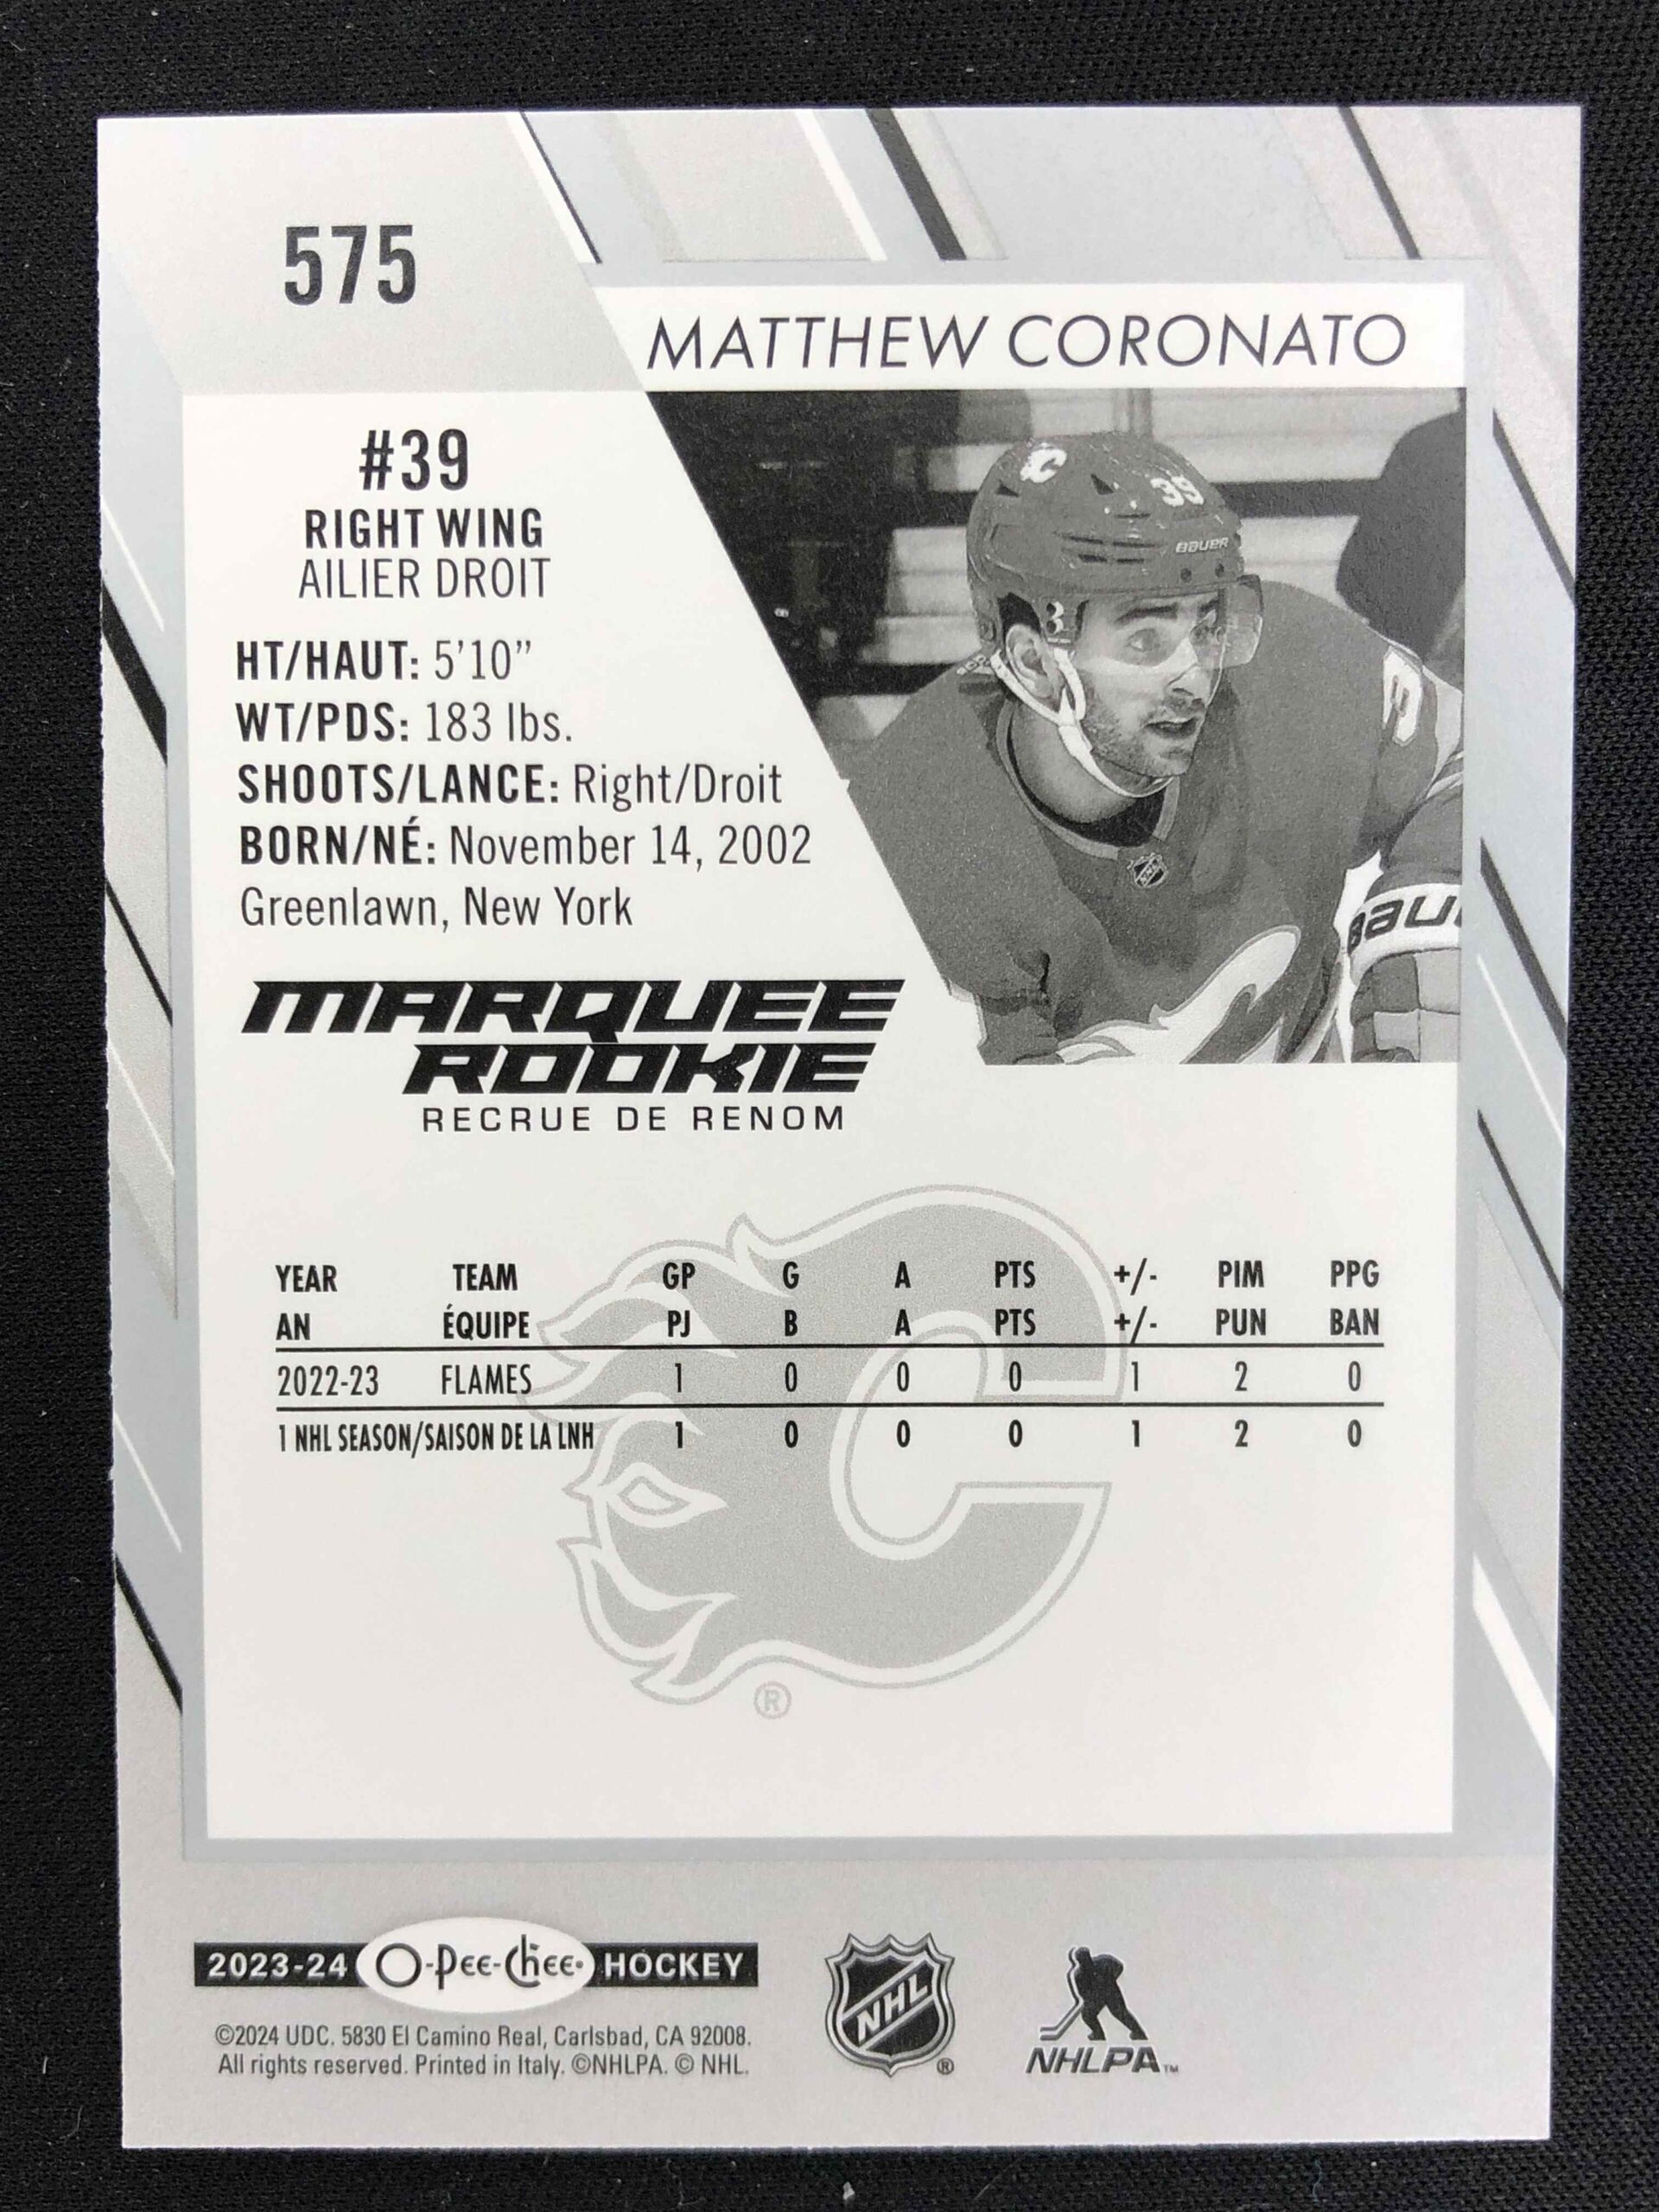 575
MATTHEW CORONATO
#39
RIGHT WING
AILIER DROIT
HT/HAUT: 5'10"
WT/PDS: 183 lbs.
SHOOTS/LANCE: Right/Droit
BORN/NÉ: November 14, 2002
Greenlawn, New York
39
BAUER
NHL
MARQUEE
ROOKIE
RECRUE DE RENOM
YEAR TEAM GP G A PTS +/- PIM PPG
AN ÉQUIPE PJ B A PTS +/- PUN BAN
2022-23 FLAMES 1 0 0 0 1 2 0
1 NHL SEASON/SAISON DE LA LNH 1 0 0 0 1 2 0
®
2023-24 O-Pee-Chee® HOCKEY
©2024 UDC. 5830 El Camino Real, Carlsbad, CA 92008.
All rights reserved. Printed in Italy. ©NHLPA. © NHL.
NHL ®
NHLPA™